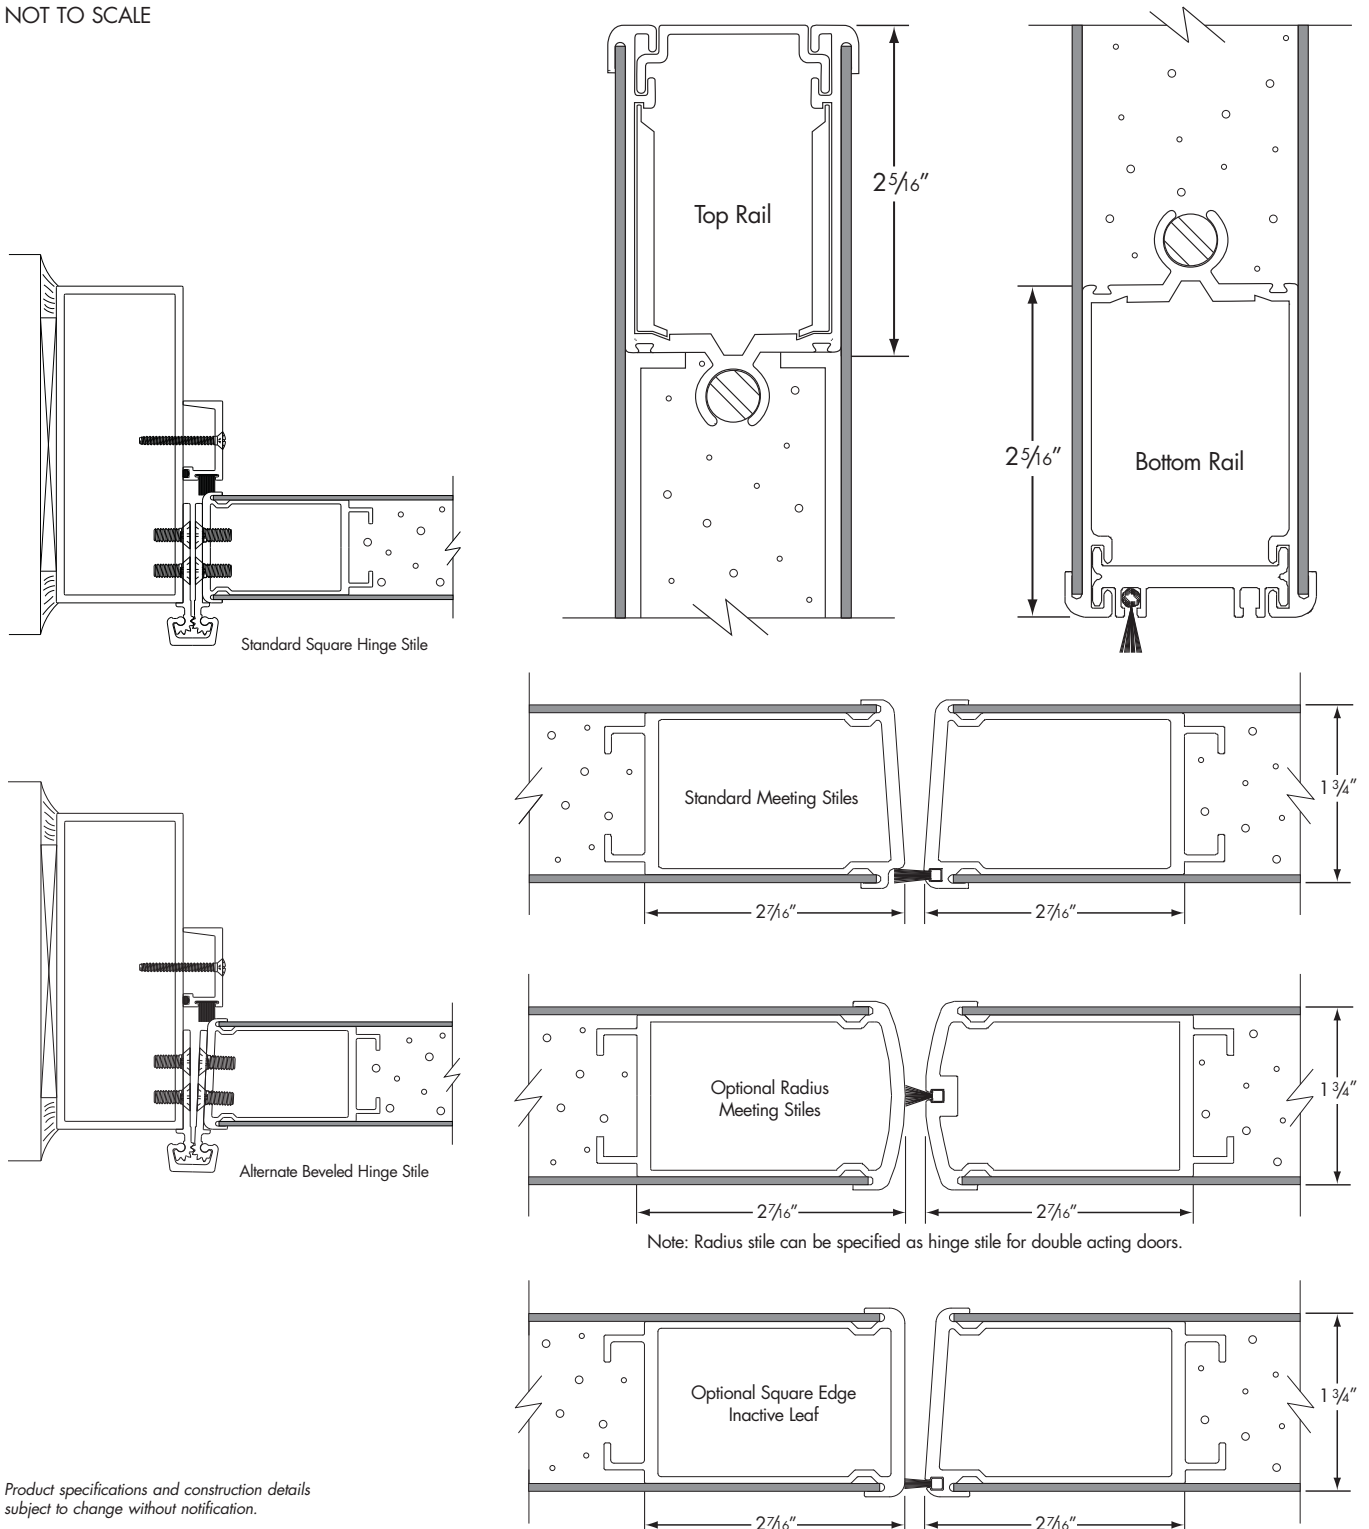 NOT TO SCALE
2 5/16"
Top Rail
2 5/16"
Bottom Rail
Standard Square Hinge Stile
Standard Meeting Stiles
1 3/4"
2 7/16"
2 7/16"
Optional Radius
Meeting Stiles
1 3/4"
Alternate Beveled Hinge Stile
2 7/16"
2 7/16"
Note: Radius stile can be specified as hinge stile for double acting doors.
Optional Square Edge
Inactive Leaf
1 3/4"
Product specifications and construction details
subject to change without notification.
2 7/16"
2 7/16"